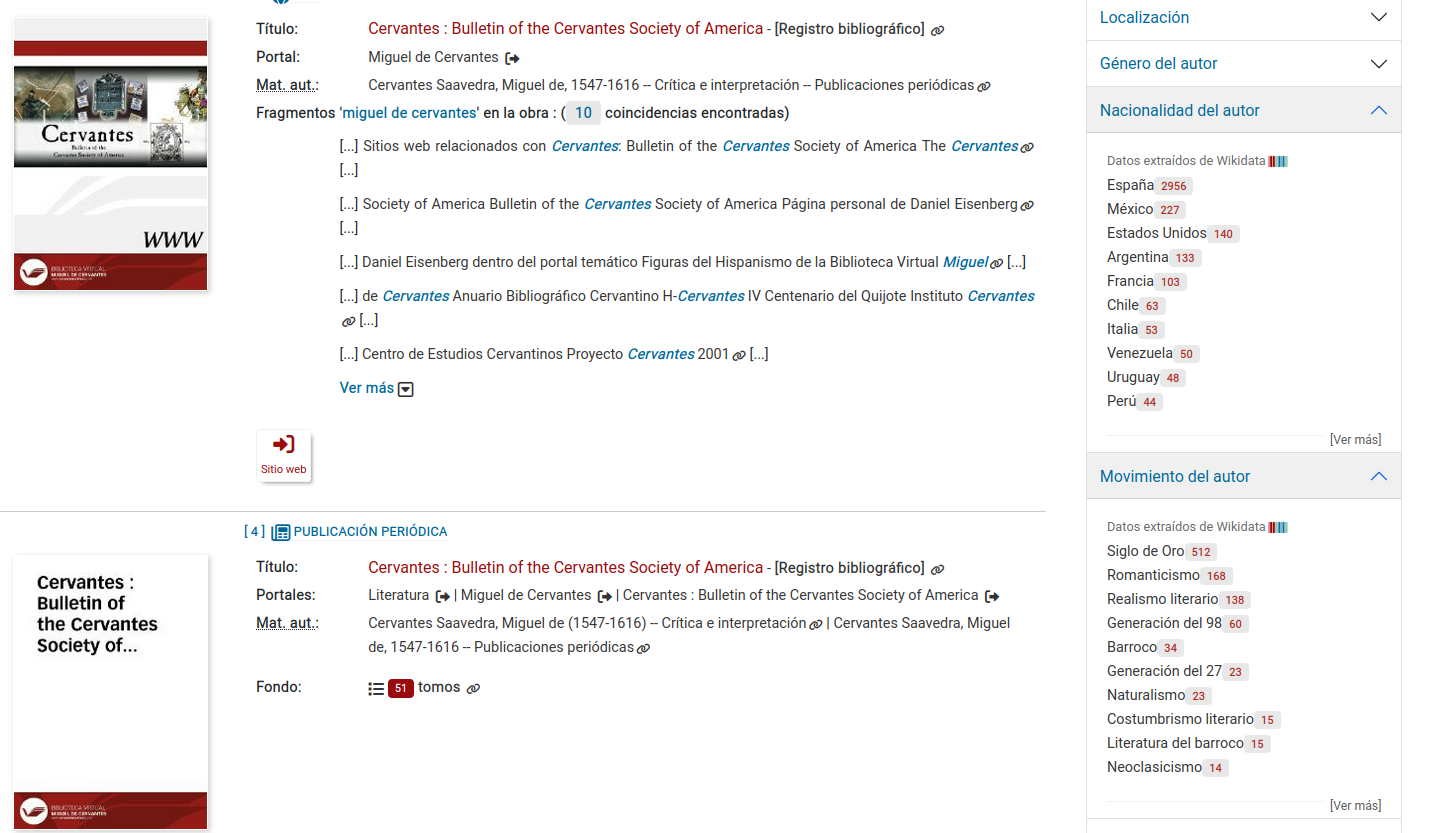 Cervantes
Bulletin of the
Cervantes Society of America
WWW
BIBLIOTECA VIRTUAL
MIGUEL DE CERVANTES
Título: Cervantes : Bulletin of the Cervantes Society of America - [Registro bibliográfico]
Portal: Miguel de Cervantes
Mat. aut.: Cervantes Saavedra, Miguel de, 1547-1616 -- Crítica e interpretación -- Publicaciones periódicas
Fragmentos 'miguel de cervantes' en la obra : ( 10 coincidencias encontradas)
[...] Sitios web relacionados con Cervantes: Bulletin of the Cervantes Society of America The Cervantes
[...]
[...] Society of America Bulletin of the Cervantes Society of America Página personal de Daniel Eisenberg
[...]
[...] Daniel Eisenberg dentro del portal temático Figuras del Hispanismo de la Biblioteca Virtual Miguel [...]
[...] de Cervantes Anuario Bibliográfico Cervantino H-Cervantes IV Centenario del Quijote Instituto Cervantes
[...]
[...] Centro de Estudios Cervantinos Proyecto Cervantes 2001 [...]
Ver más
Sitio web
[ 4 ] PUBLICACIÓN PERIÓDICA
Cervantes :
Bulletin of
the Cervantes
Society of...
BIBLIOTECA VIRTUAL
MIGUEL DE CERVANTES
Título: Cervantes : Bulletin of the Cervantes Society of America - [Registro bibliográfico]
Portales: Literatura | Miguel de Cervantes | Cervantes : Bulletin of the Cervantes Society of America
Mat. aut.: Cervantes Saavedra, Miguel de (1547-1616) -- Crítica e interpretación | Cervantes Saavedra, Miguel
de, 1547-1616 -- Publicaciones periódicas
Fondo: 51 tomos
Localización
Género del autor
Nacionalidad del autor
Datos extraídos de Wikidata
España 2956
México 227
Estados Unidos 140
Argentina 133
Francia 103
Chile 63
Italia 53
Venezuela 50
Uruguay 48
Perú 44
[Ver más]
Movimiento del autor
Datos extraídos de Wikidata
Siglo de Oro 512
Romanticismo 168
Realismo literario 138
Generación del 98 60
Barroco 34
Generación del 27 23
Naturalismo 23
Costumbrismo literario 15
Literatura del barroco 15
Neoclasicismo 14
[Ver más]